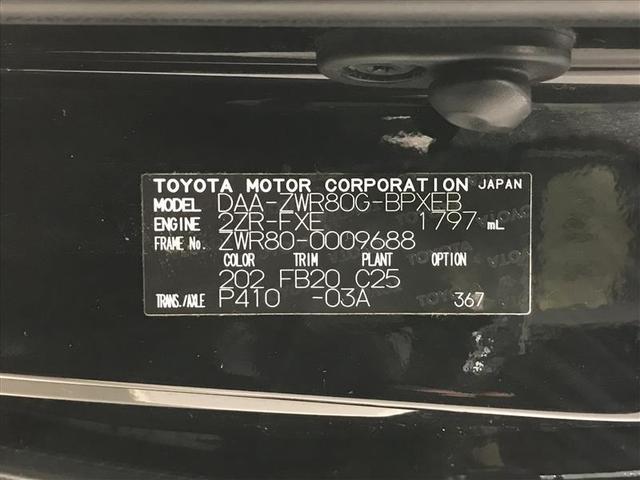 TOYOTA MOTOR CORPORATION JAPAN
MODEL DAA-ZWR80G-BPXEB
ENGINE 2ZR-FXE 1797 mL
FRAME No. ZWR80-0009688
COLOR TRIM PLANT OPTION
202 FB20 C25
TRANS./AXLE P410 -03A 367